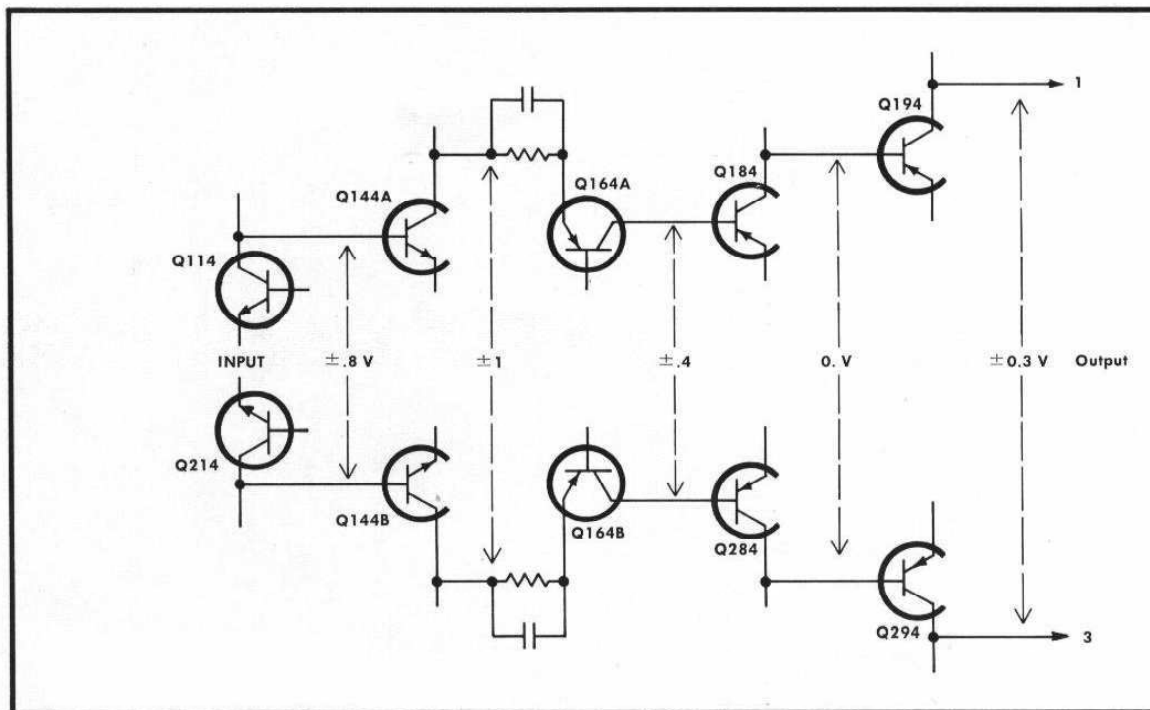 1
Q194
Q184
Q164A
Q144A
Q114
INPUT
±.8 V
±1
±.4
0.V
±0.3 V
Output
Q214
Q144B
Q164B
Q284
Q294
3